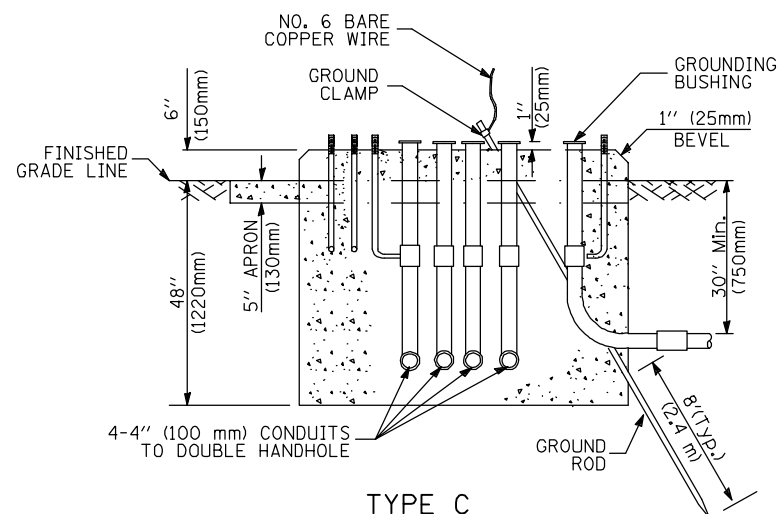 NO. 6 BARE
COPPER WIRE
GROUND
CLAMP
1"
(25mm)
GROUNDING
BUSHING
6"
(150mm)
1" (25mm)
BEVEL
FINISHED
GRADE LINE
48"
(1220mm)
5" APRON
(130mm)
30" Min.
(750mm)
4-4" (100 mm) CONDUITS
TO DOUBLE HANDHOLE
GROUND
ROD
8'(Typ.)
(2.4 m)
TYPE C